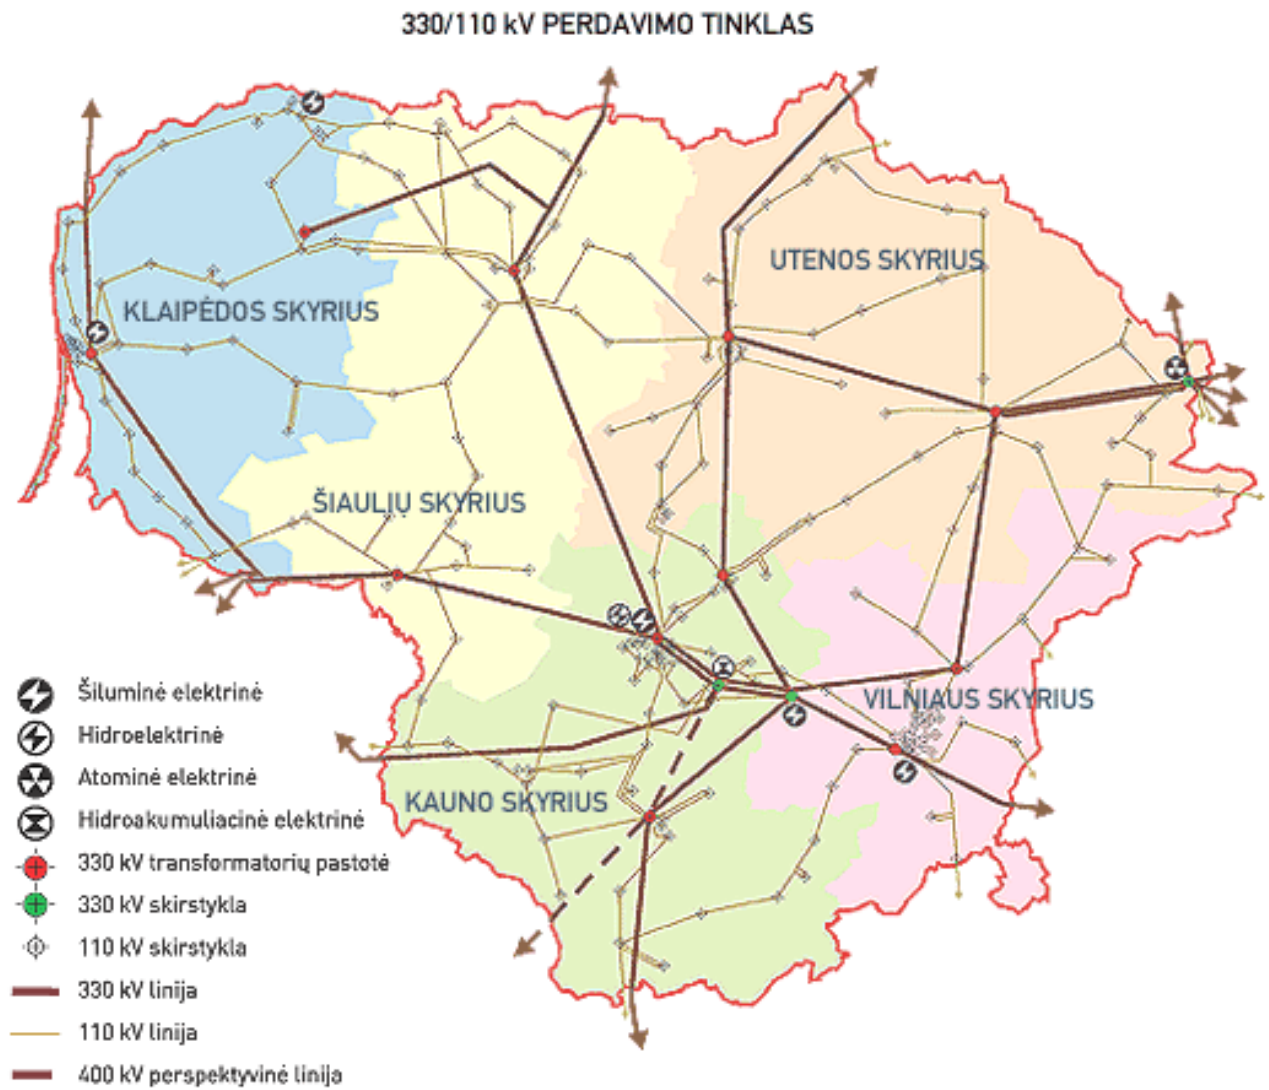 330/110 kV PERDAVIMO TINKLAS
UTENOS SKYRIUS
KLAIPĖDOS SKYRIUS
ŠIAULIŲ SKYRIUS
VILNIAUS SKYRIUS
KAUNO SKYRIUS
Šiluminė elektrinė
Hidroelektrinė
Atominė elektrinė
Hidroakumuliacinė elektrinė
330 kV transformatorių pastotė
330 kV skirstykla
110 kV skirstykla
330 kV linija
110 kV linija
400 kV perspektyvinė linija